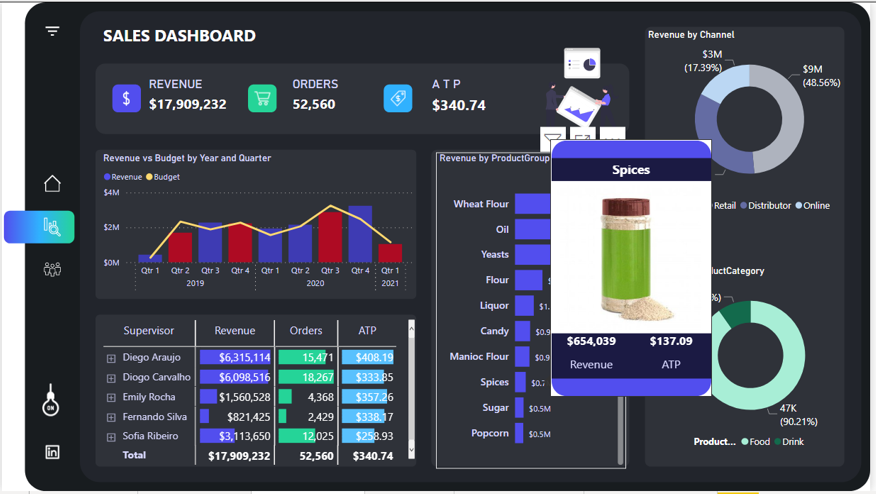 SALES DASHBOARD
REVENUE
$17,909,232
ORDERS
52,560
A T P
$340.74
Revenue by Channel
$3M
(17.39%)
$9M
(48.56%)
Retail Distributor Online
Revenue vs Budget by Year and Quarter
Revenue Budget
$4M
$2M
$0M
Qtr 1 Qtr 2 Qtr 3 Qtr 4 Qtr 1 Qtr 2 Qtr 3 Qtr 4 Qtr 1
2019 2020 2021
Revenue by ProductGroup
Wheat Flour
Oil
Yeasts
Flour
Liquor $1.
Candy $0.9
Manioc Flour $0.9
Spices $0.7
Sugar $0.5M
Popcorn $0.5M
Spices
$654,039 $137.09
Revenue ATP
Supervisor Revenue Orders ATP
Diego Araujo $6,315,114 15,471 $408.19
Diogo Carvalho $6,098,516 18,267 $333.85
Emily Rocha $1,560,528 4,368 $357.26
Fernando Silva $821,425 2,429 $338.17
Sofia Ribeiro $3,113,650 12,025 $258.93
Total $17,909,232 52,560 $340.74
ductCategory
%)
47K
(90.21%)
Product... Food Drink
ON
in